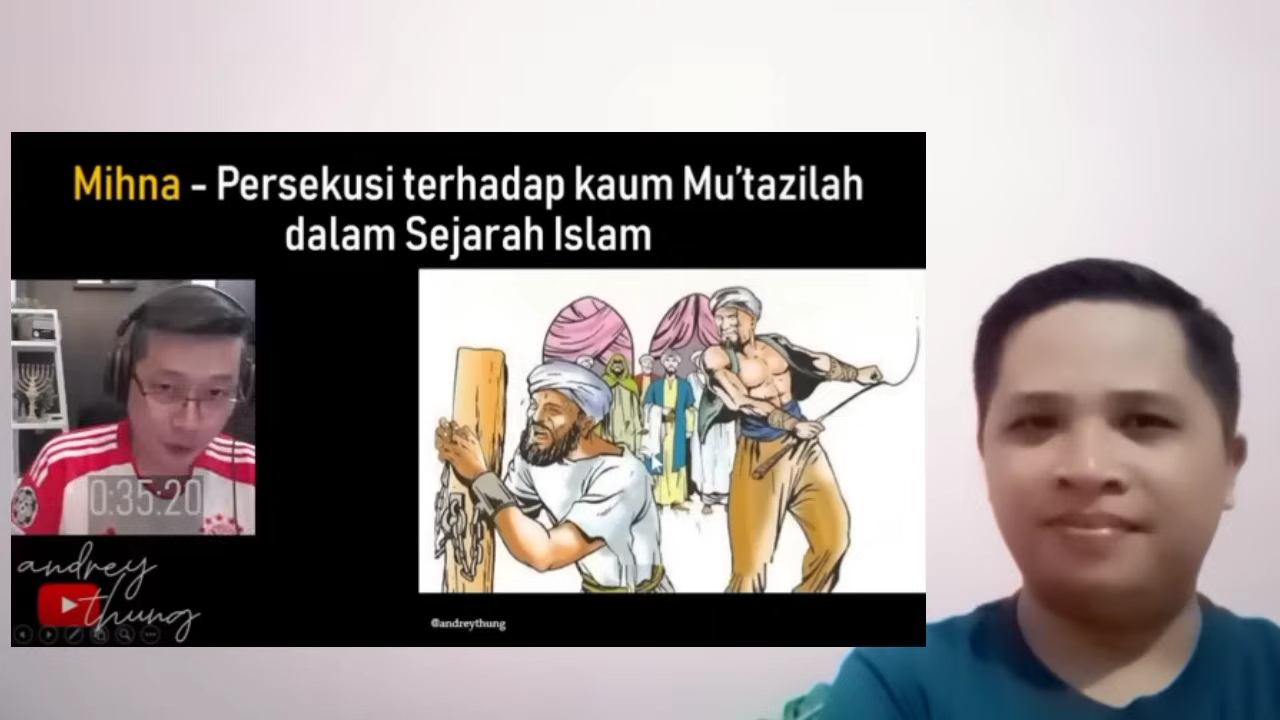 Mihna - Persekusi terhadap kaum Mu'tazilah
dalam Sejarah Islam
0:35.20
andrey
thung
@andreythung